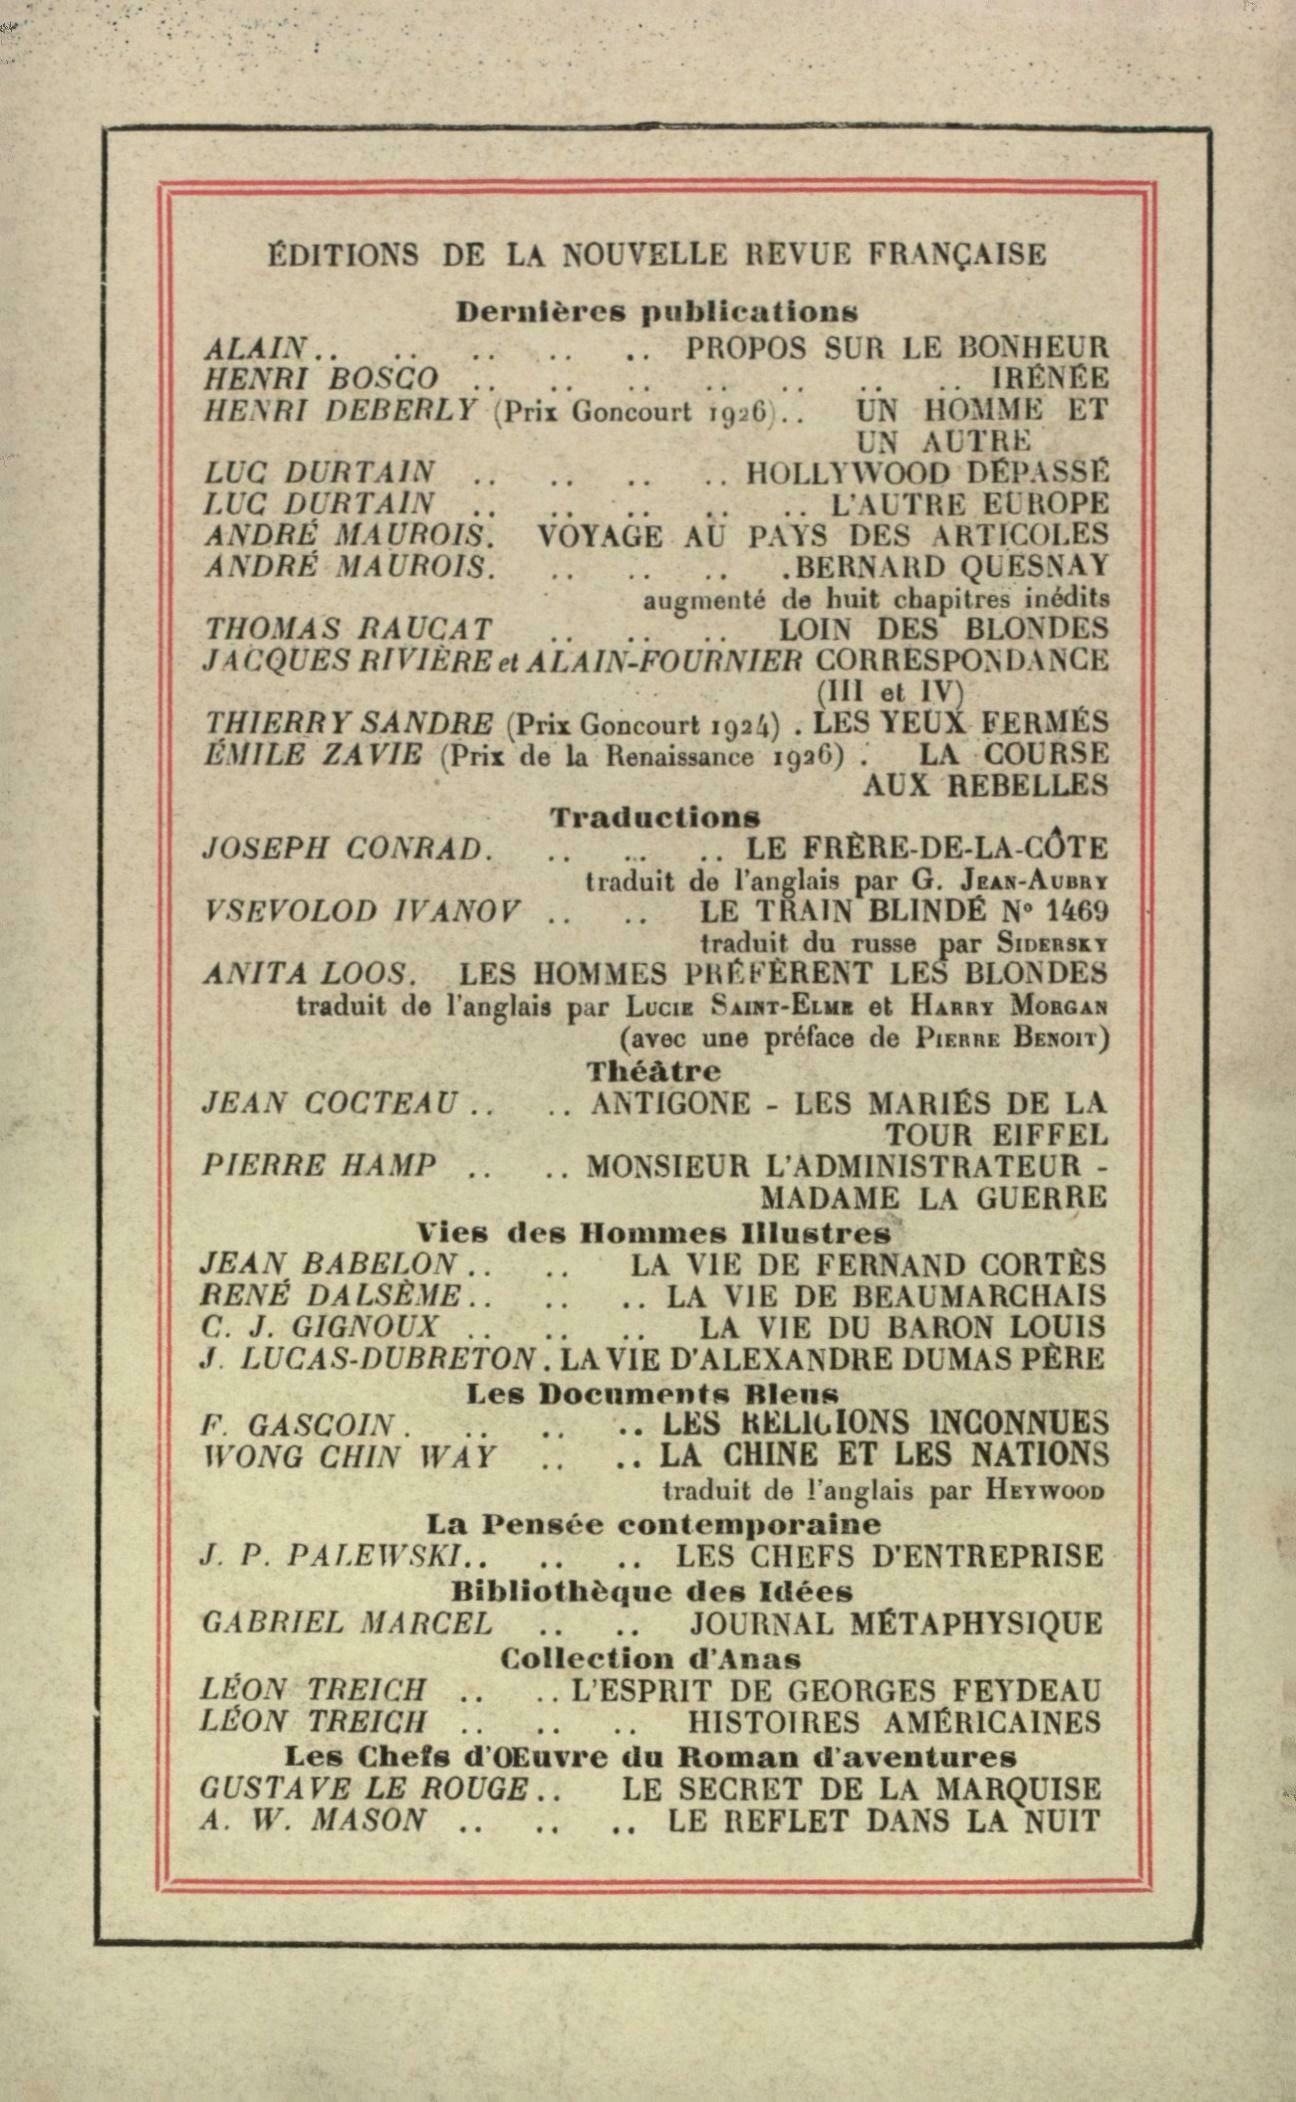 ÉDITIONS DE LA NOUVELLE REVUE FRANÇAISE
Dernières publications
ALAIN.. .. .. .. .. PROPOS SUR LE BONHEUR
HENRI BOSCO .. .. .. .. .. .. .. IRÉNÉE
HENRI DEBERLY (Prix Goncourt 1926).. UN HOMME ET
UN AUTRE
LUC DURTAIN .. .. .. .. HOLLYWOOD DÉPASSÉ
LUC DURTAIN .. .. .. .. .. L'AUTRE EUROPE
ANDRÉ MAUROIS. VOYAGE AU PAYS DES ARTICOLES
ANDRÉ MAUROIS. .. .. .. .BERNARD QUESNAY
augmenté de huit chapitres inédits
THOMAS RAUCAT .. .. .. LOIN DES BLONDES
JACQUES RIVIÈRE et ALAIN-FOURNIER CORRESPONDANCE
(III et IV)
THIERRY SANDRE (Prix Goncourt 1924) . LES YEUX FERMÉS
ÉMILE ZAVIE (Prix de la Renaissance 1926) . LA COURSE
AUX REBELLES
Traductions
JOSEPH CONRAD. .. .. .. LE FRÈRE-DE-LA-CÔTE
traduit de l'anglais par G. JEAN-AUBRY
VSEVOLOD IVANOV .. .. LE TRAIN BLINDÉ N° 1469
traduit du russe par SIDERSKY
ANITA LOOS. LES HOMMES PRÉFÈRENT LES BLONDES
traduit de l'anglais par LUCIE SAINT-ELME et HARRY MORGAN
(avec une préface de PIERRE BENOIT)
Théâtre
JEAN COCTEAU .. .. ANTIGONE - LES MARIÉS DE LA
TOUR EIFFEL
PIERRE HAMP .. .. MONSIEUR L'ADMINISTRATEUR -
MADAME LA GUERRE
Vies des Hommes Illustres
JEAN BABELON .. .. LA VIE DE FERNAND CORTÈS
RENÉ DALSÈME.. .. .. LA VIE DE BEAUMARCHAIS
C. J. GIGNOUX .. .. .. LA VIE DU BARON LOUIS
J. LUCAS-DUBRETON . LA VIE D'ALEXANDRE DUMAS PÈRE
Les Documents Bleus
F. GASCOIN . .. .. .. LES RELIGIONS INCONNUES
WONG CHIN WAY .. .. LA CHINE ET LES NATIONS
traduit de l'anglais par HEYWOOD
La Pensée contemporaine
J. P. PALEWSKI.. .. .. LES CHEFS D'ENTREPRISE
Bibliothèque des Idées
GABRIEL MARCEL .. .. JOURNAL MÉTAPHYSIQUE
Collection d'Anas
LÉON TREICH .. .. L'ESPRIT DE GEORGES FEYDEAU
LÉON TREICH .. .. .. HISTOIRES AMÉRICAINES
Les Chefs d'Œuvre du Roman d'aventures
GUSTAVE LE ROUGE .. LE SECRET DE LA MARQUISE
A. W. MASON .. .. .. LE REFLET DANS LA NUIT